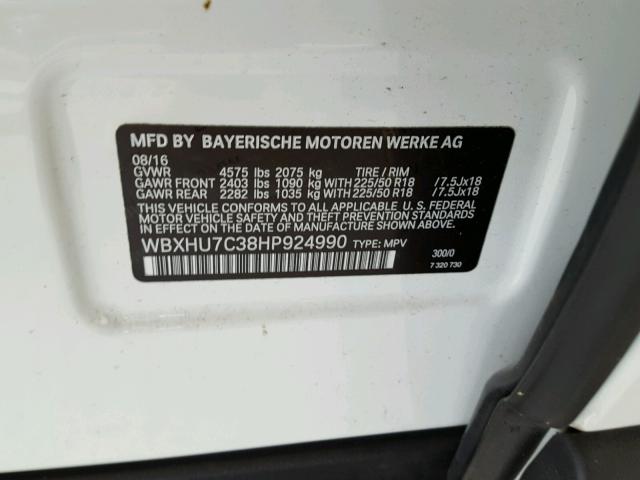 MFD BY BAYERISCHE MOTOREN WERKE AG
08/16
GVWR 4575 lbs 2075 kg TIRE / RIM
GAWR FRONT 2403 lbs 1090 kg WITH 225/50 R18 /7.5Jx18
GAWR REAR 2282 lbs 1035 kg WITH 225/50 R18 /7.5Jx18
THIS VEHICLE CONFORMS TO ALL APPLICABLE U. S. FEDERAL
MOTOR VEHICLE SAFETY AND THEFT PREVENTION STANDARDS
IN EFFECT ON THE DATE OF MANUFACTURE SHOWN ABOVE.
WBXHU7C38HP924990 TYPE: MPV
300/0
7 320 730